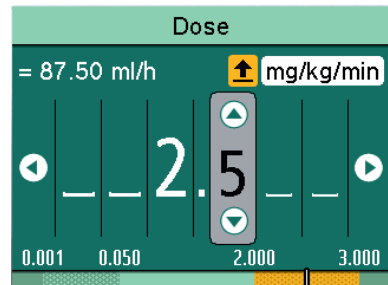 Dose
= 87.50 ml/h mg/kg/min
_ _ 2.5 _ _
0.001 0.050 2.000 3.000